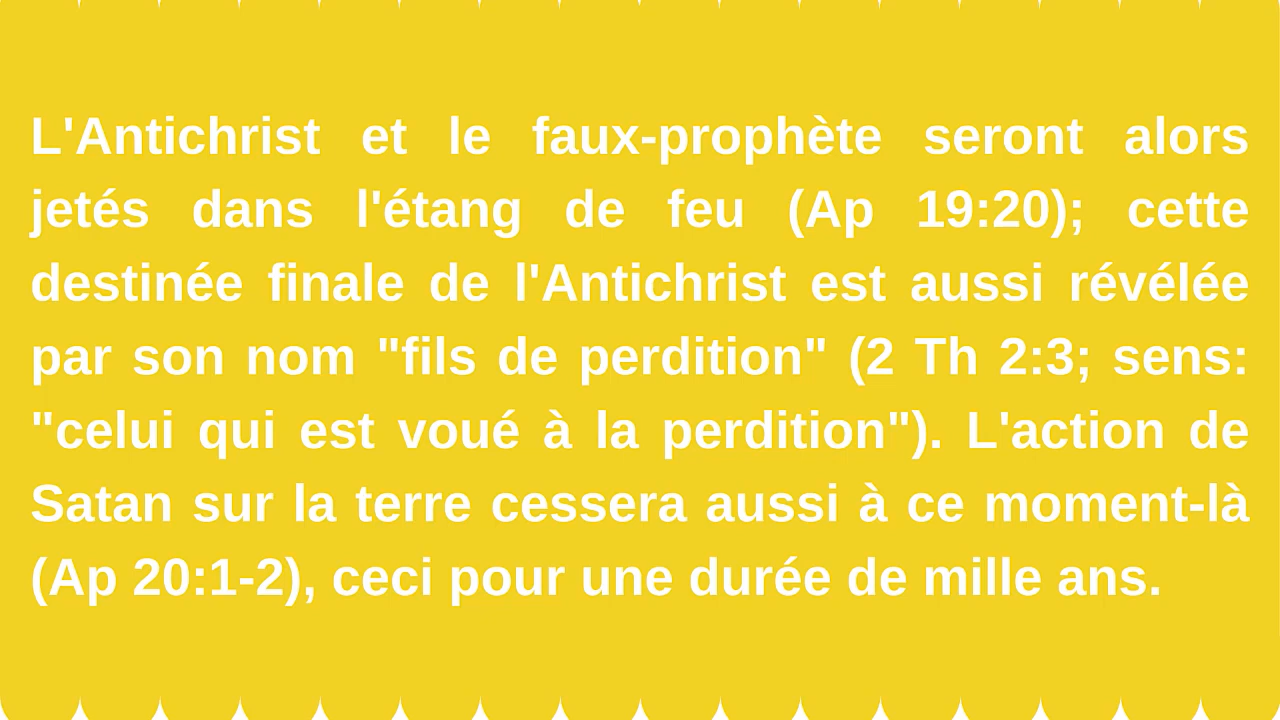 L'Antichrist et le faux-prophète seront alors
jetés dans l'étang de feu (Ap 19:20); cette
destinée finale de l'Antichrist est aussi révélée
par son nom "fils de perdition" (2 Th 2:3; sens:
"celui qui est voué à la perdition"). L'action de
Satan sur la terre cessera aussi à ce moment-là
(Ap 20:1-2), ceci pour une durée de mille ans.